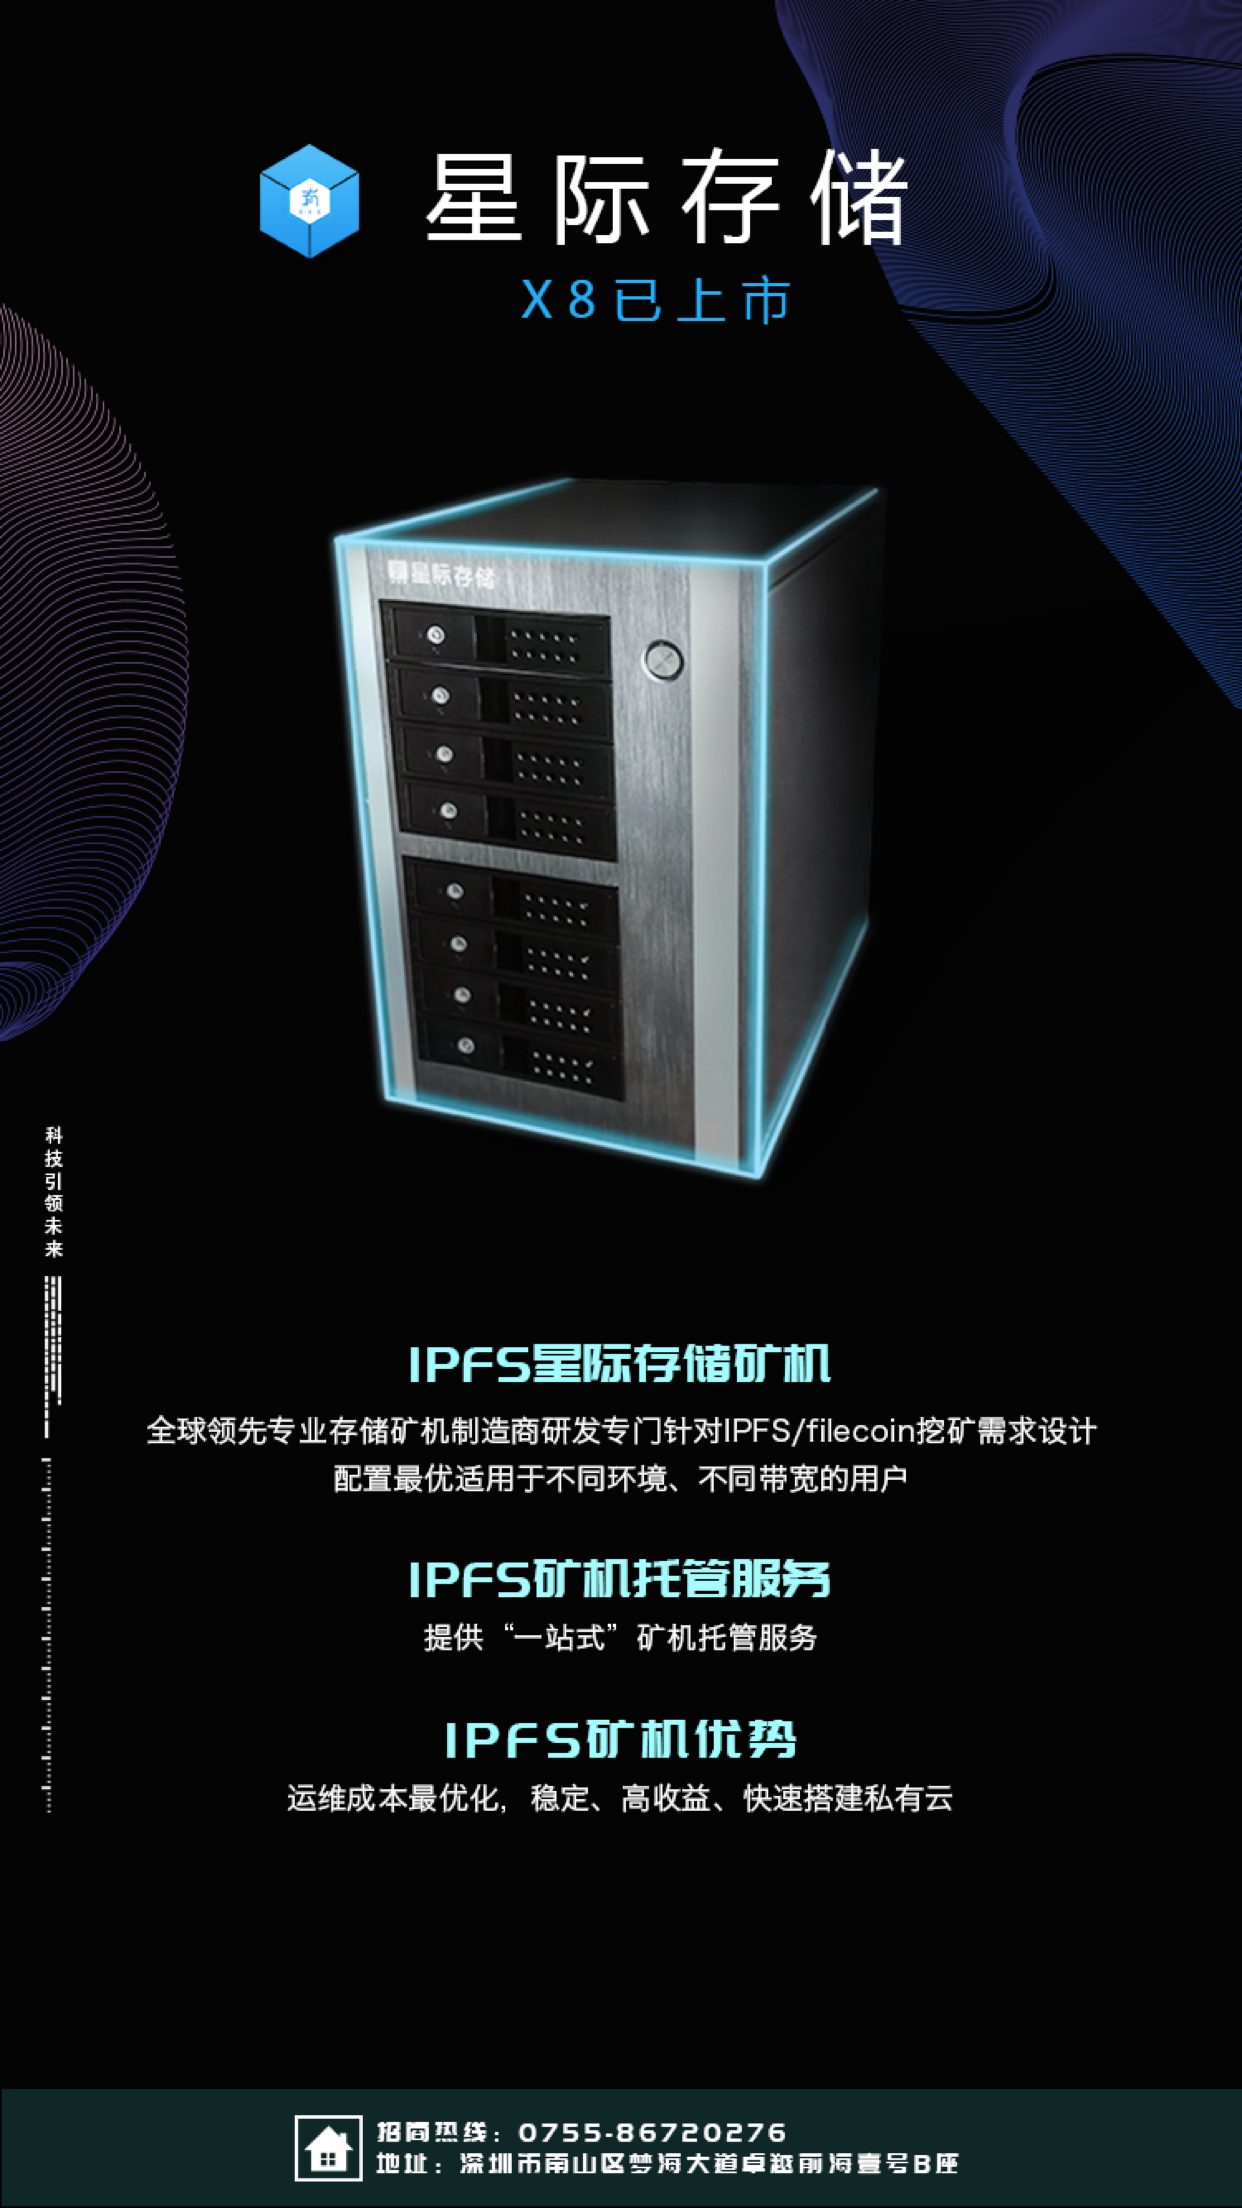 星际存储
X8已上市
星际存储
科技引领未来
IPFS星际存储矿机
全球领先专业存储矿机制造商研发专门针对IPFS/filecoin挖矿需求设计
配置最优适用于不同环境、不同带宽的用户
IPFS矿机托管服务
提供“一站式”矿机托管服务
IPFS矿机优势
运维成本最优化,稳定、高收益、快速搭建私有云
招商热线:0755-86720276
地址:深圳市南山区梦海大道卓越前海壹号B座